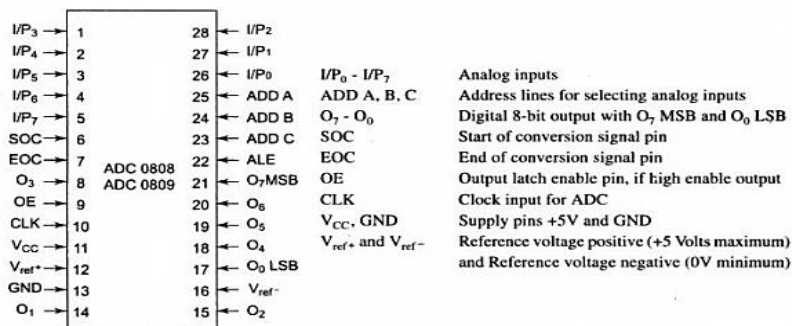 I/P₃ 1 28 I/P₂
I/P₄ 2 27 I/P₁
I/P₅ 3 26 I/P₀ I/P₀ - I/P₇ Analog inputs
I/P₆ 4 25 ADD A ADD A, B, C Address lines for selecting analog inputs
I/P₇ 5 24 ADD B O₇ - O₀ Digital 8-bit output with O₇ MSB and O₀ LSB
SOC 6 23 ADD C SOC Start of conversion signal pin
EOC 7 ADC 0808 22 ALE EOC End of conversion signal pin
O₃ 8 ADC 0809 21 O₇MSB OE Output latch enable pin, if high enable output
OE 9 20 O₆ CLK Clock input for ADC
CLK 10 19 O₅ V_CC, GND Supply pins +5V and GND
V_CC 11 18 O₄ V_ref+ and V_ref- Reference voltage positive (+5 Volts maximum)
V_ref+ 12 17 O₀ LSB and Reference voltage negative (0V minimum)
GND 13 16 V_ref-
O₁ 14 15 O₂